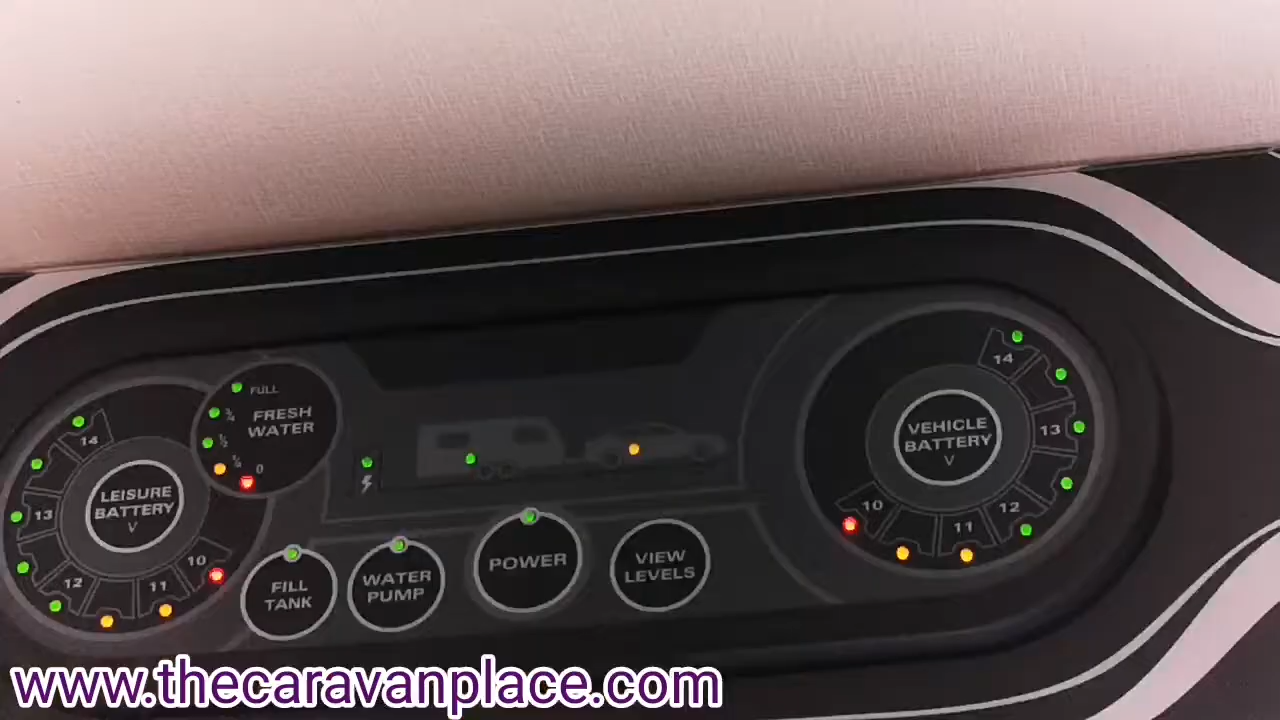 FULL
¾
½
¼
0
FRESH
WATER
14
13
12
11
10
LEISURE
BATTERY
V
FILL
TANK
WATER
PUMP
POWER
VIEW
LEVELS
14
13
12
11
10
VEHICLE
BATTERY
V
www.thecaravanplace.com